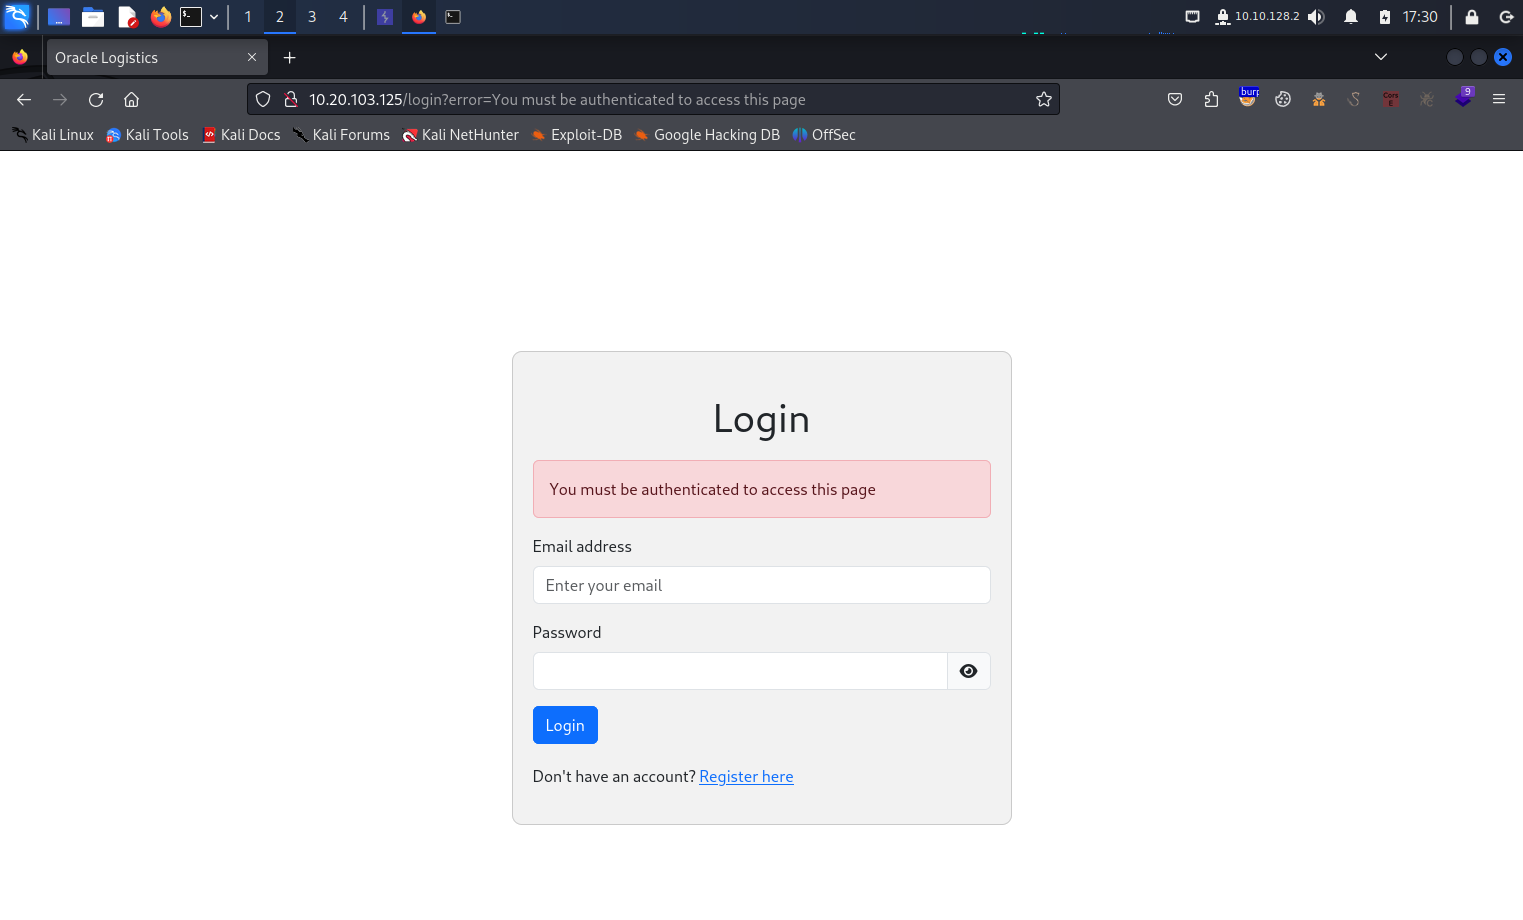 1 2 3 4 10.10.128.2 17:30
Oracle Logistics
10.20.103.125/login?error=You must be authenticated to access this page
burp
Cors
E
9
Kali Linux Kali Tools Kali Docs Kali Forums Kali NetHunter Exploit-DB Google Hacking DB OffSec
Login
You must be authenticated to access this page
Email address
Enter your email
Password
Login
Don't have an account? Register here